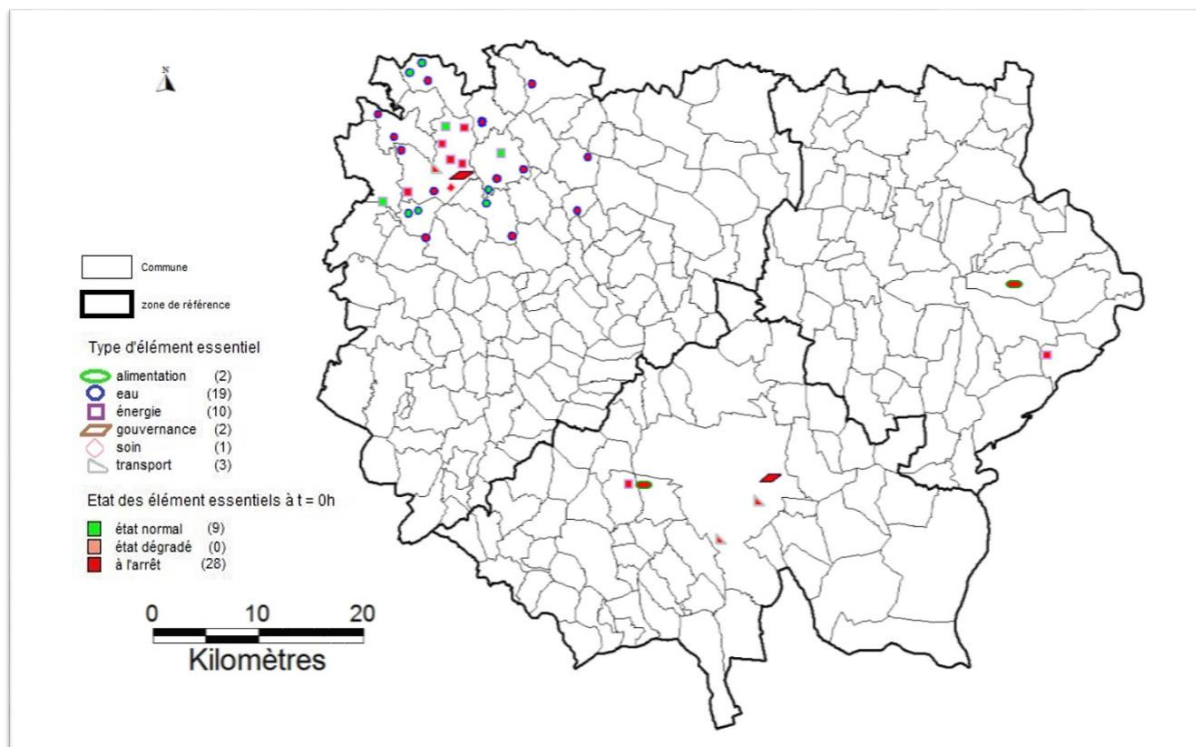 N
Commune
zone de référence
Type d'élément essentiel
alimentation (2)
eau (19)
énergie (10)
gouvernance (2)
soin (1)
transport (3)
Etat des élément essentiels à t = 0h
état normal (9)
état dégradé (0)
à l'arrêt (28)
0 10 20
Kilomètres